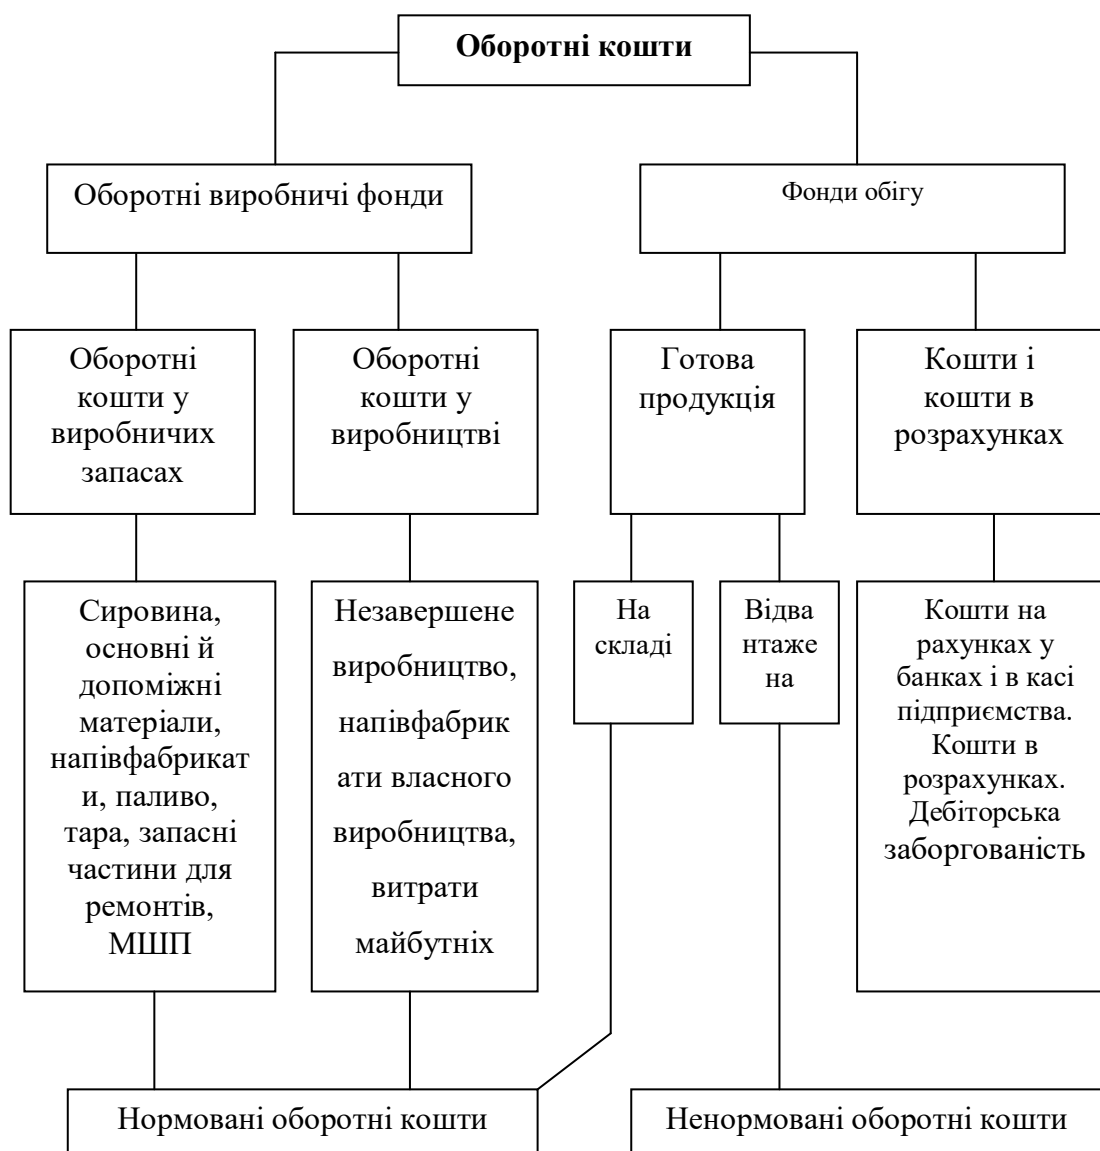 Оборотні кошти
Оборотні виробничі фонди
Фонди обігу
Оборотні
кошти у
виробничих
запасах
Оборотні
кошти у
виробництві
Готова
продукція
Кошти і
кошти в
розрахунках
Сировина,
основні й
допоміжні
матеріали,
напівфабрикат
и, паливо,
тара, запасні
частини для
ремонтів,
МШП
Незавершене
виробництво,
напівфабрик
ати власного
виробництва,
витрати
майбутніх
На
складі
Відва
нтаже
на
Кошти на
рахунках у
банках і в касі
підприємства.
Кошти в
розрахунках.
Дебіторська
заборгованість
Нормовані оборотні кошти
Ненормовані оборотні кошти